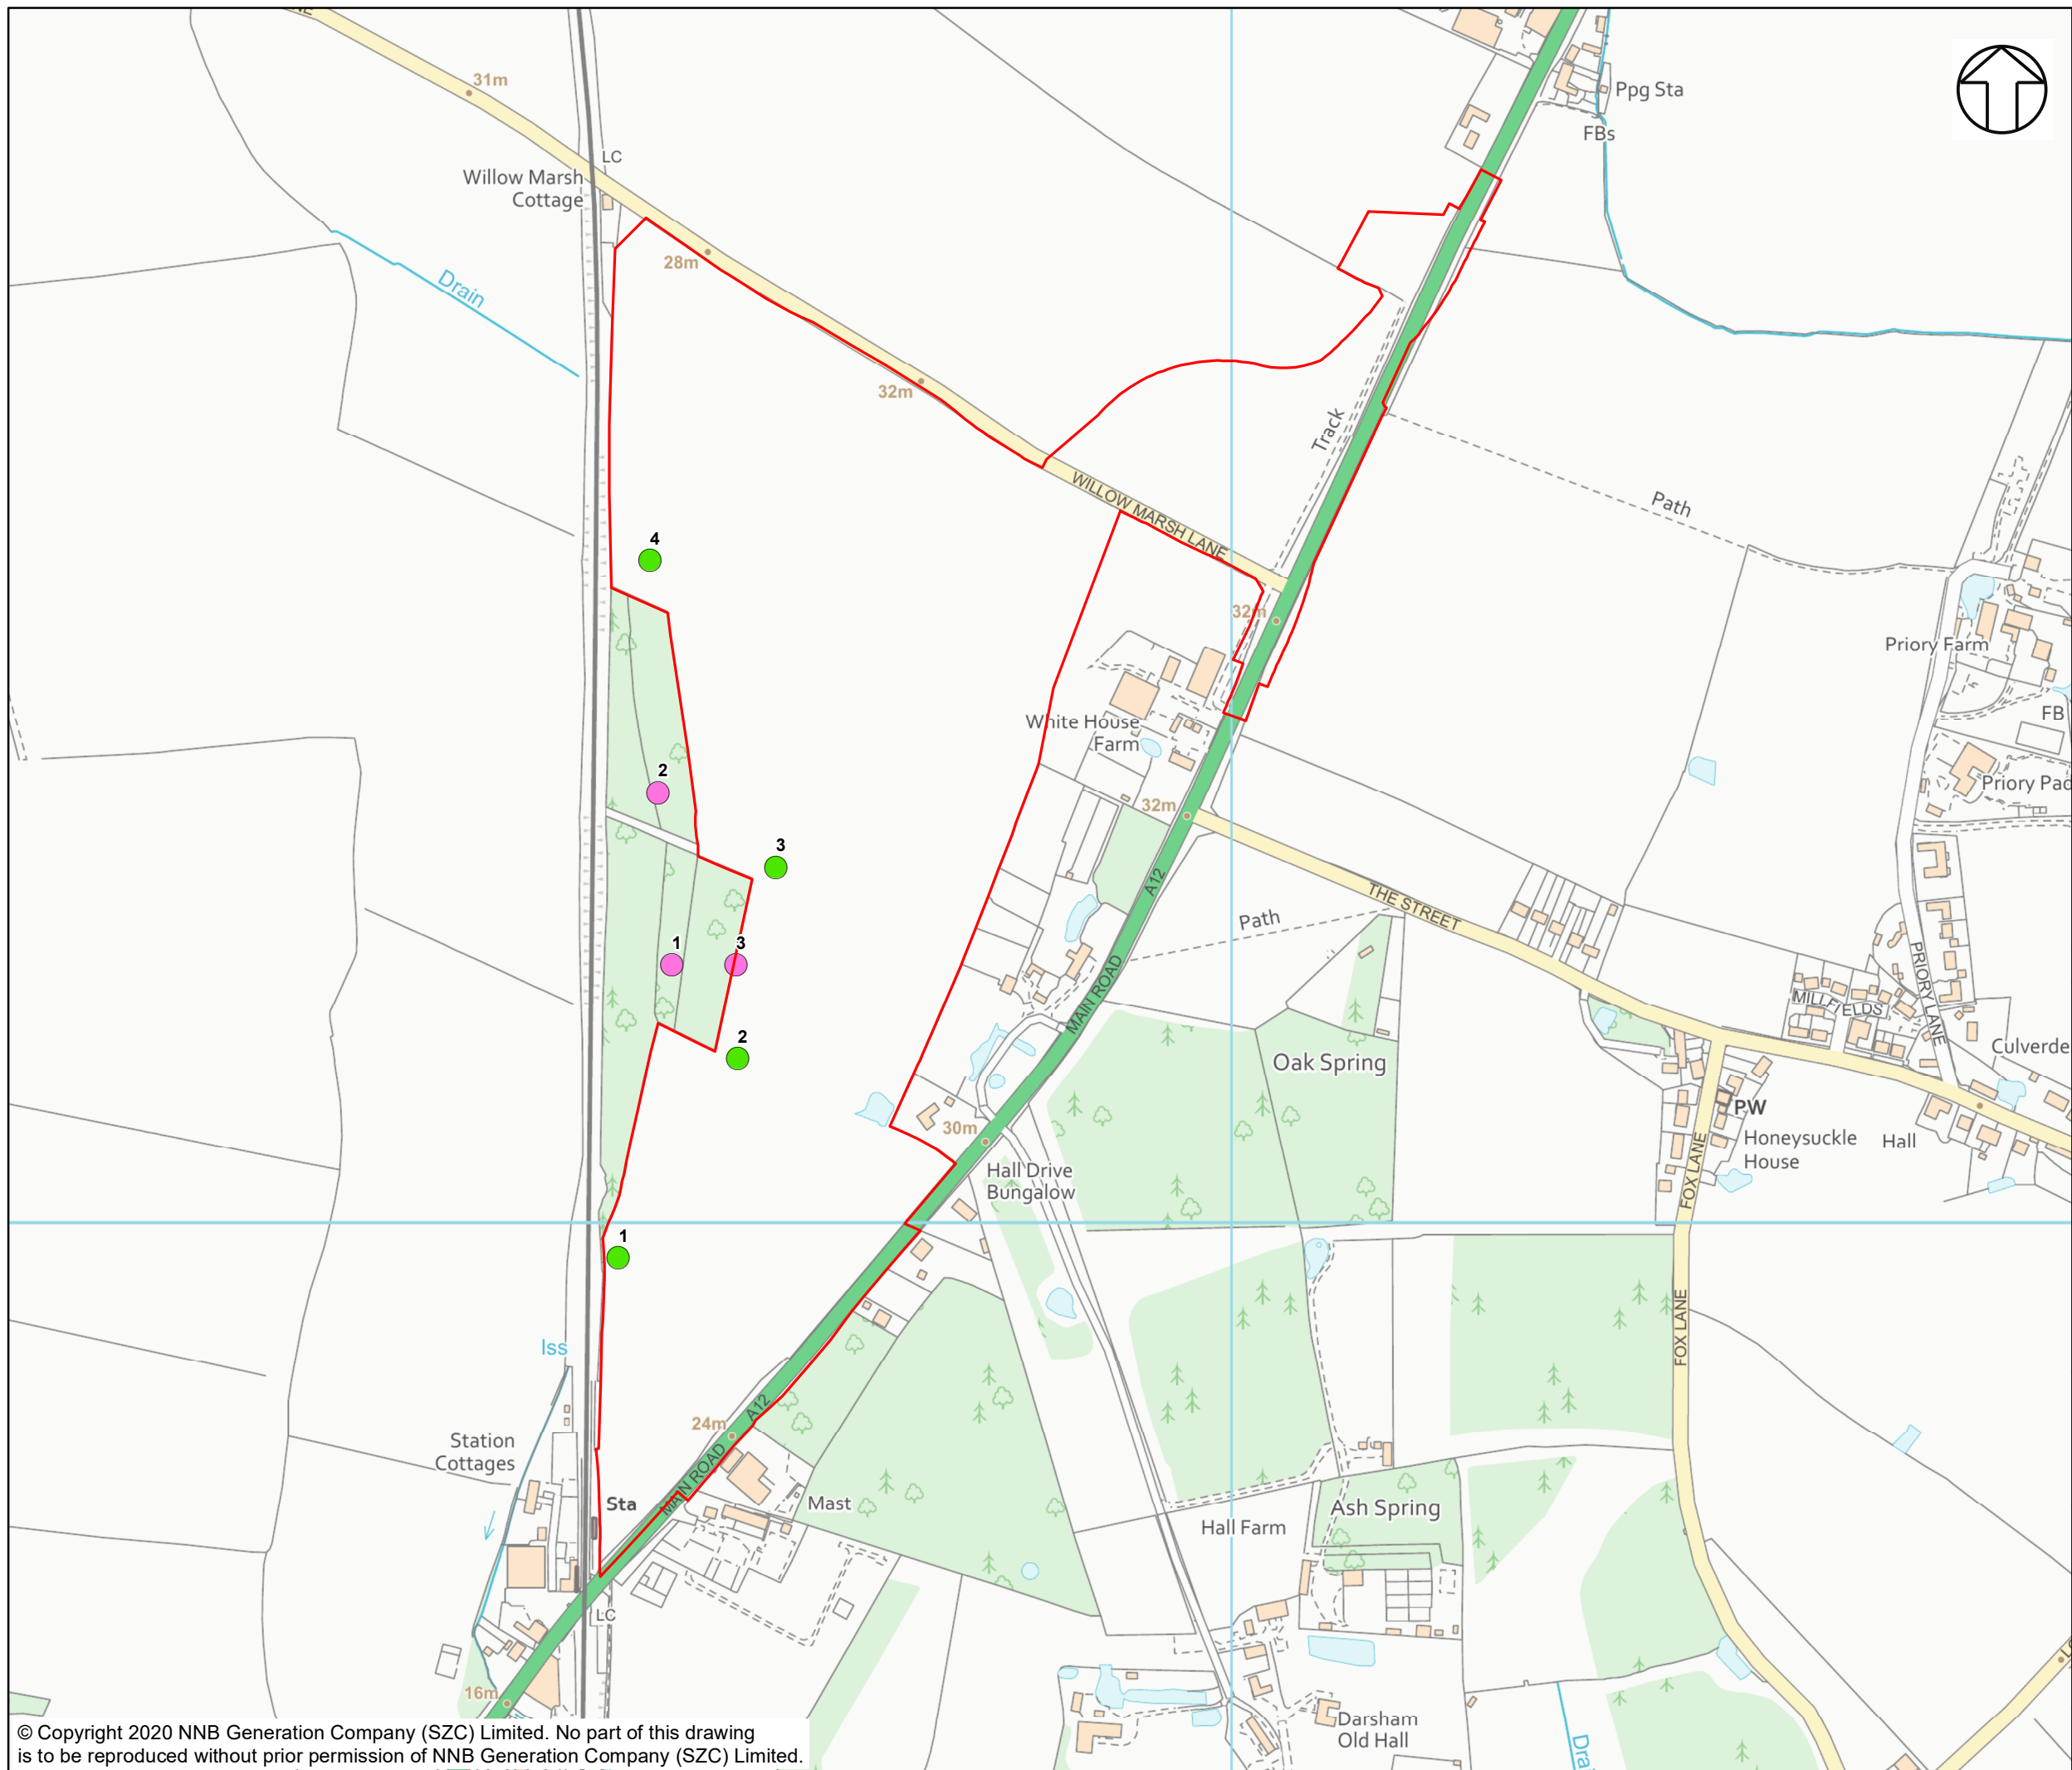 31m
LC
Willow Marsh
Cottage
28m
Drain
32m
Ppg Sta
FBs
Track
Path
WILLOW MARSH LANE
4
32m
Priory Farm
FB
2
White House
Farm
Priory Pad
32m
3
A12
THE STREET
Path
1
3
MAIN ROAD
PRIORY LANE
MILLFIELDS
2
Oak Spring
Culverde
PW
30m
Honeysuckle
House
Hall
Hall Drive
Bungalow
FOX LANE
1
Iss
FOX LANE
A12
24m
Station
Cottages
MAIN ROAD
Sta
Mast
Hall Farm
Ash Spring
LC
16m
Darsham
Old Hall
Drai
© Copyright 2020 NNB Generation Company (SZC) Limited. No part of this drawing
is to be reproduced without prior permission of NNB Generation Company (SZC) Limited.